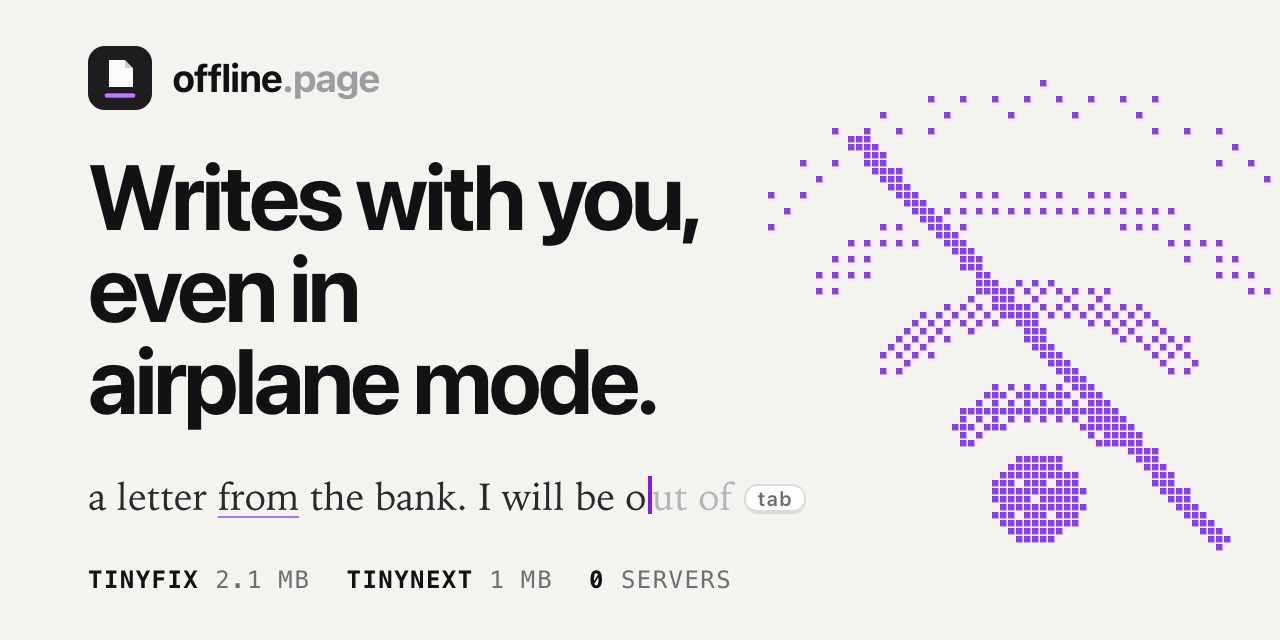 offline.page
Writes with you,
even in
airplane mode.
a letter from the bank. I will be out of tab
TINYFIX 2.1 MB TINYNEXT 1 MB 0 SERVERS